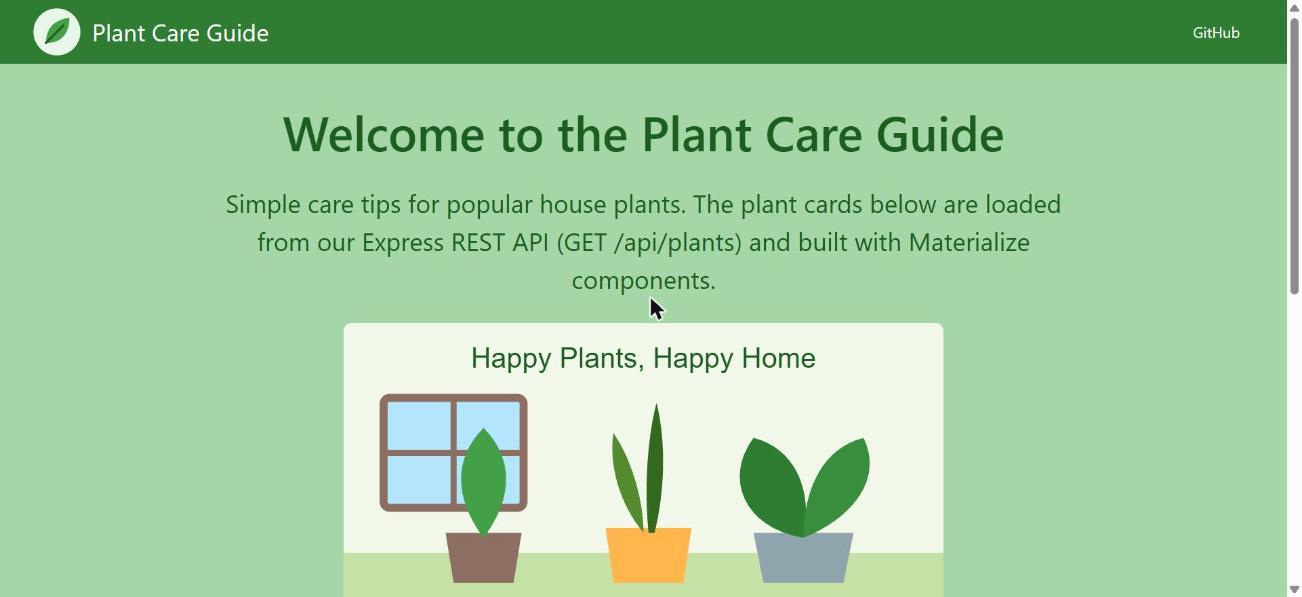 Plant Care Guide
GitHub
Welcome to the Plant Care Guide
Simple care tips for popular house plants. The plant cards below are loaded
from our Express REST API (GET /api/plants) and built with Materialize
components.
Happy Plants, Happy Home